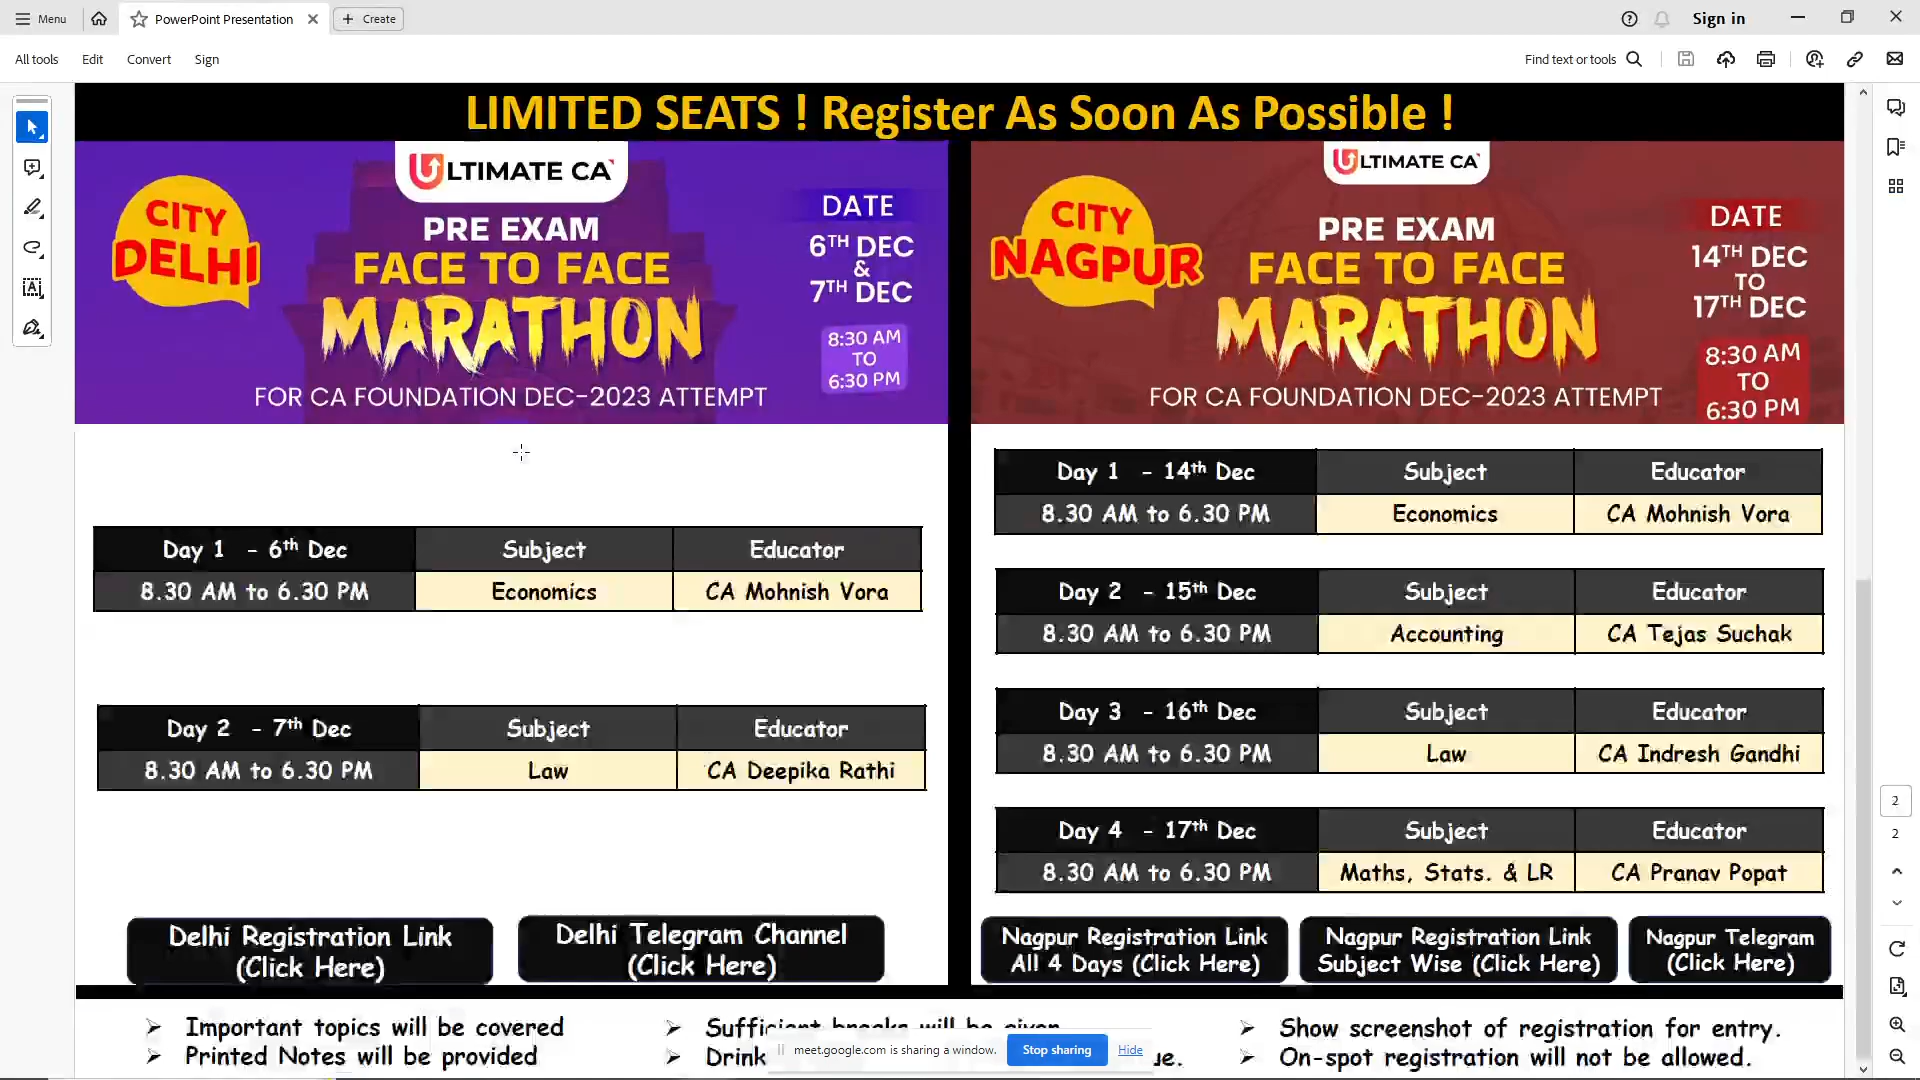 Menu
PowerPoint Presentation
Create
Sign in
All tools
Edit
Convert
Sign
Find text or tools
LIMITED SEATS ! Register As Soon As Possible !
ULTIMATE CA
CITY
DELHI
PRE EXAM
FACE TO FACE
MARATHON
FOR CA FOUNDATION DEC-2023 ATTEMPT
DATE
6TH DEC
&
7TH DEC
8:30 AM
TO
6:30 PM
Day 1 - 6th Dec Subject Educator
8.30 AM to 6.30 PM Economics CA Mohnish Vora
Day 2 - 7th Dec Subject Educator
8.30 AM to 6.30 PM Law CA Deepika Rathi
Delhi Registration Link
(Click Here)
Delhi Telegram Channel
(Click Here)
ULTIMATE CA
CITY
NAGPUR
PRE EXAM
FACE TO FACE
MARATHON
FOR CA FOUNDATION DEC-2023 ATTEMPT
DATE
14TH DEC
TO
17TH DEC
8:30 AM
TO
6:30 PM
Day 1 - 14th Dec Subject Educator
8.30 AM to 6.30 PM Economics CA Mohnish Vora
Day 2 - 15th Dec Subject Educator
8.30 AM to 6.30 PM Accounting CA Tejas Suchak
Day 3 - 16th Dec Subject Educator
8.30 AM to 6.30 PM Law CA Indresh Gandhi
Day 4 - 17th Dec Subject Educator
8.30 AM to 6.30 PM Maths, Stats. & LR CA Pranav Popat
Nagpur Registration Link
All 4 Days (Click Here)
Nagpur Registration Link
Subject Wise (Click Here)
Nagpur Telegram
(Click Here)
2
2
Important topics will be covered
Printed Notes will be provided
Sufficient breaks will be given
Drink
Show screenshot of registration for entry.
On-spot registration will not be allowed.
meet.google.com is sharing a window.
Stop sharing
Hide